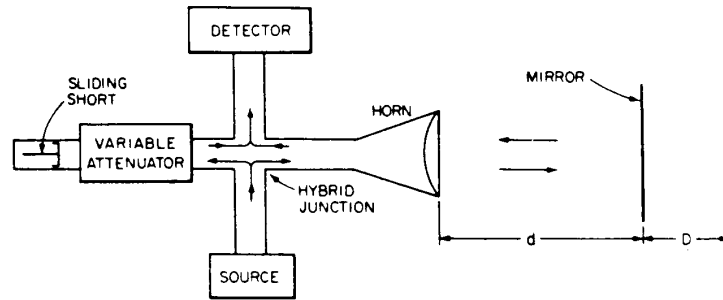 DETECTOR
SLIDING
SHORT
MIRROR
HORN
VARIABLE
ATTENUATOR
HYBRID
JUNCTION
d
D
SOURCE